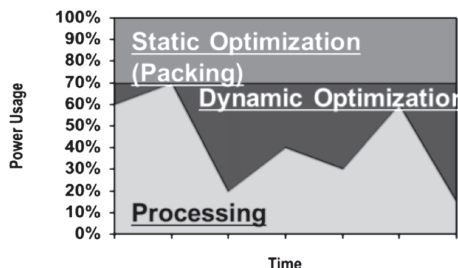 100%
90%
80%
70%
60%
50%
40%
30%
20%
10%
0%
Power Usage
Static Optimization
(Packing)
Dynamic Optimization
Processing
Time